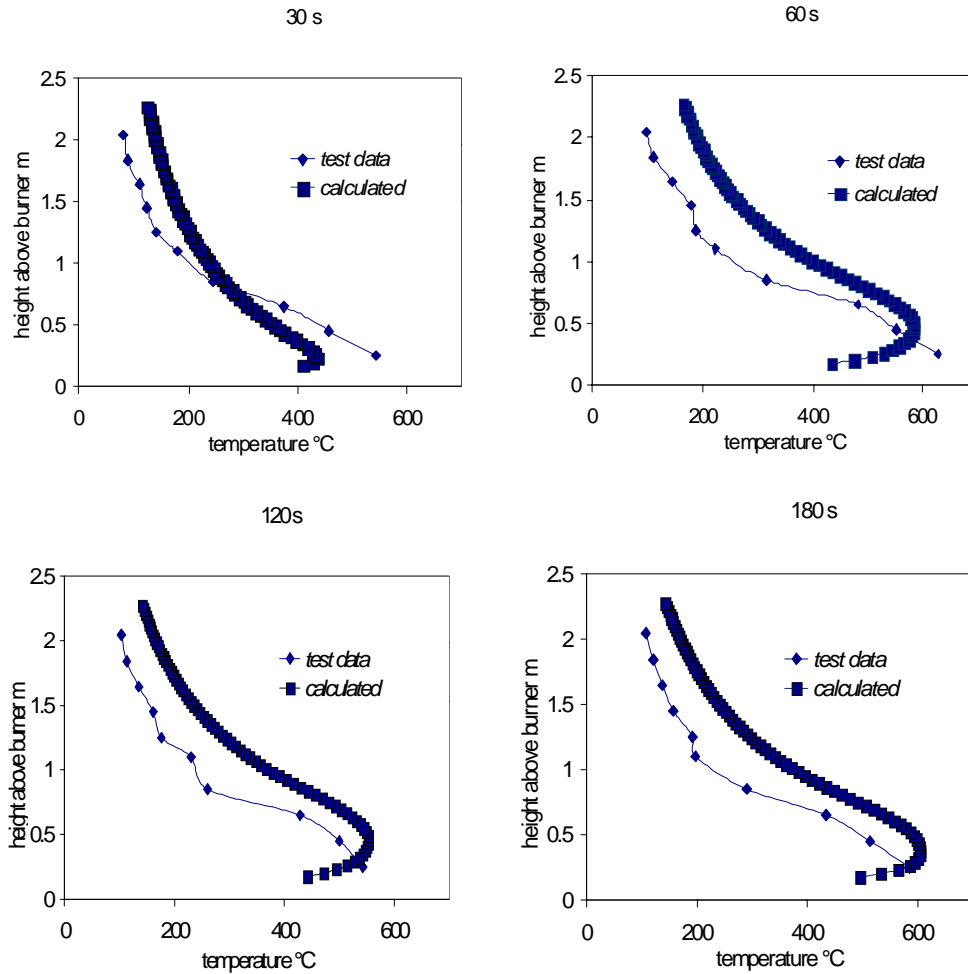 30 s
2.5
2
1.5
1
0.5
0
height above burner m
test data
calculated
0 200 400 600
temperature °C
60 s
2.5
2
1.5
1
0.5
0
height above burner m
test data
calculated
0 200 400 600
temperature °C
120 s
2.5
2
1.5
1
0.5
0
height above burner m
test data
calculated
0 200 400 600
temperature °C
180 s
2.5
2
1.5
1
0.5
0
height above burner m
test data
calculated
0 200 400 600
temperature °C